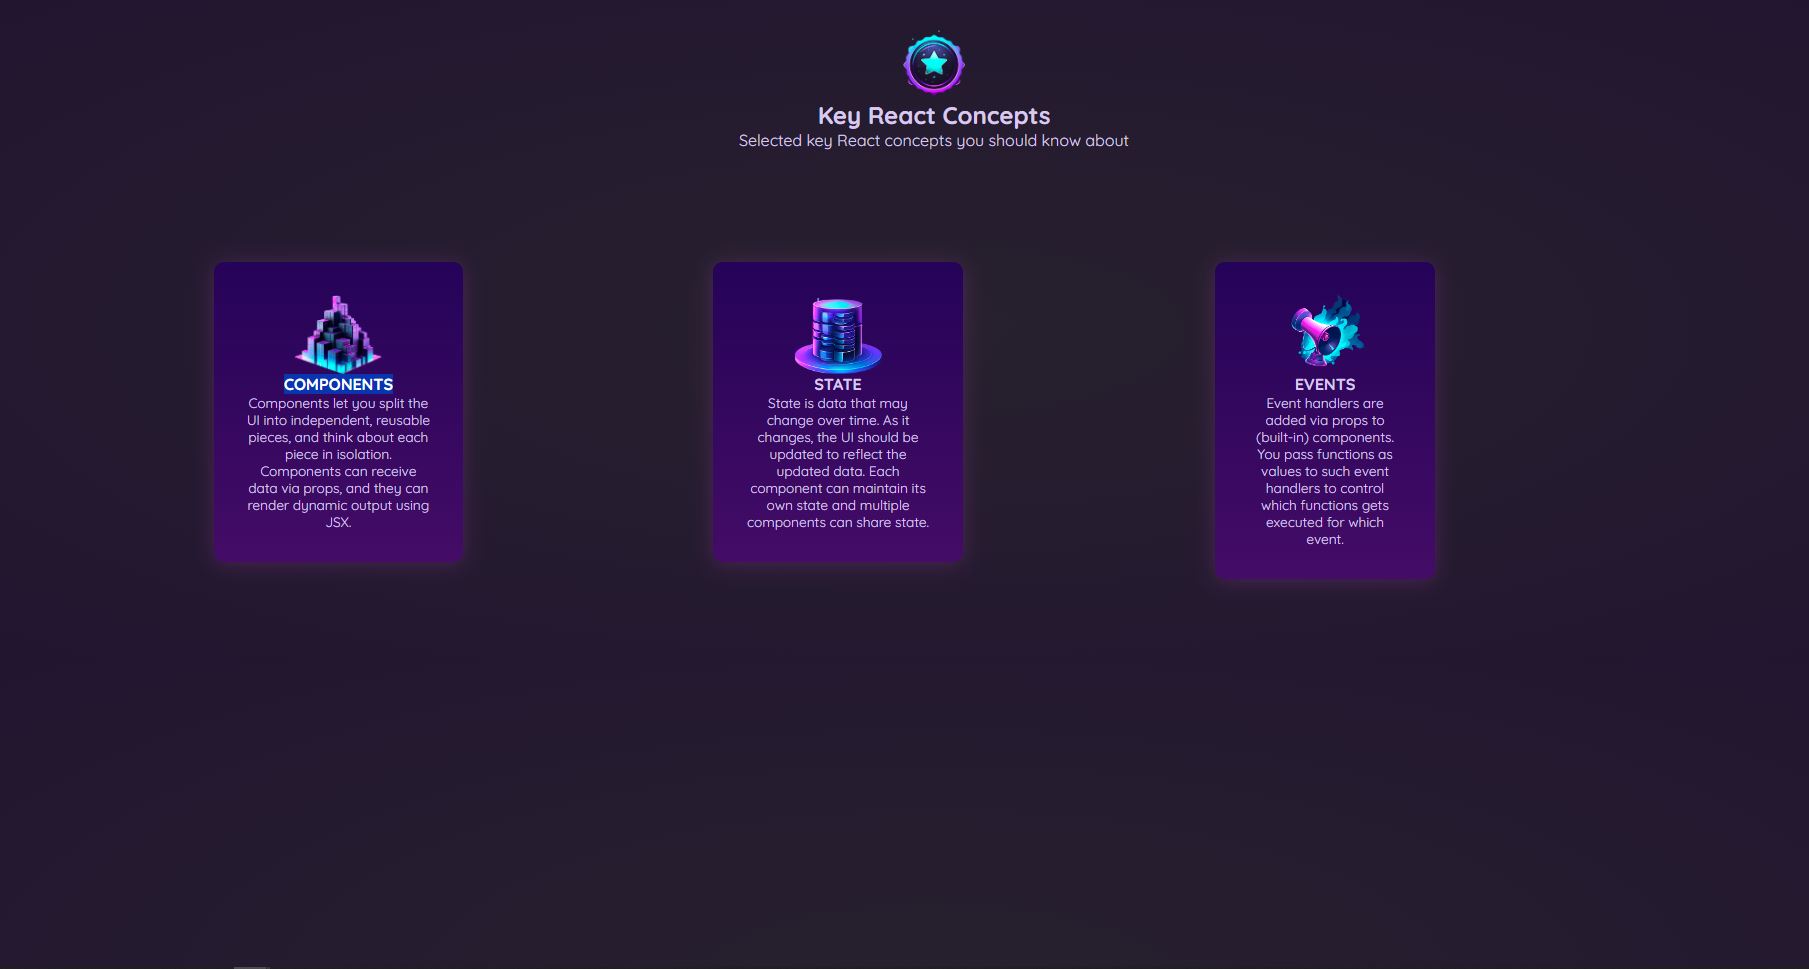 Key React Concepts
Selected key React concepts you should know about
COMPONENTS
Components let you split the
UI into independent, reusable
pieces, and think about each
piece in isolation.
Components can receive
data via props, and they can
render dynamic output using
JSX.
STATE
State is data that may
change over time. As it
changes, the UI should be
updated to reflect the
updated data. Each
component can maintain its
own state and multiple
components can share state.
EVENTS
Event handlers are
added via props to
(built-in) components.
You pass functions as
values to such event
handlers to control
which functions gets
executed for which
event.